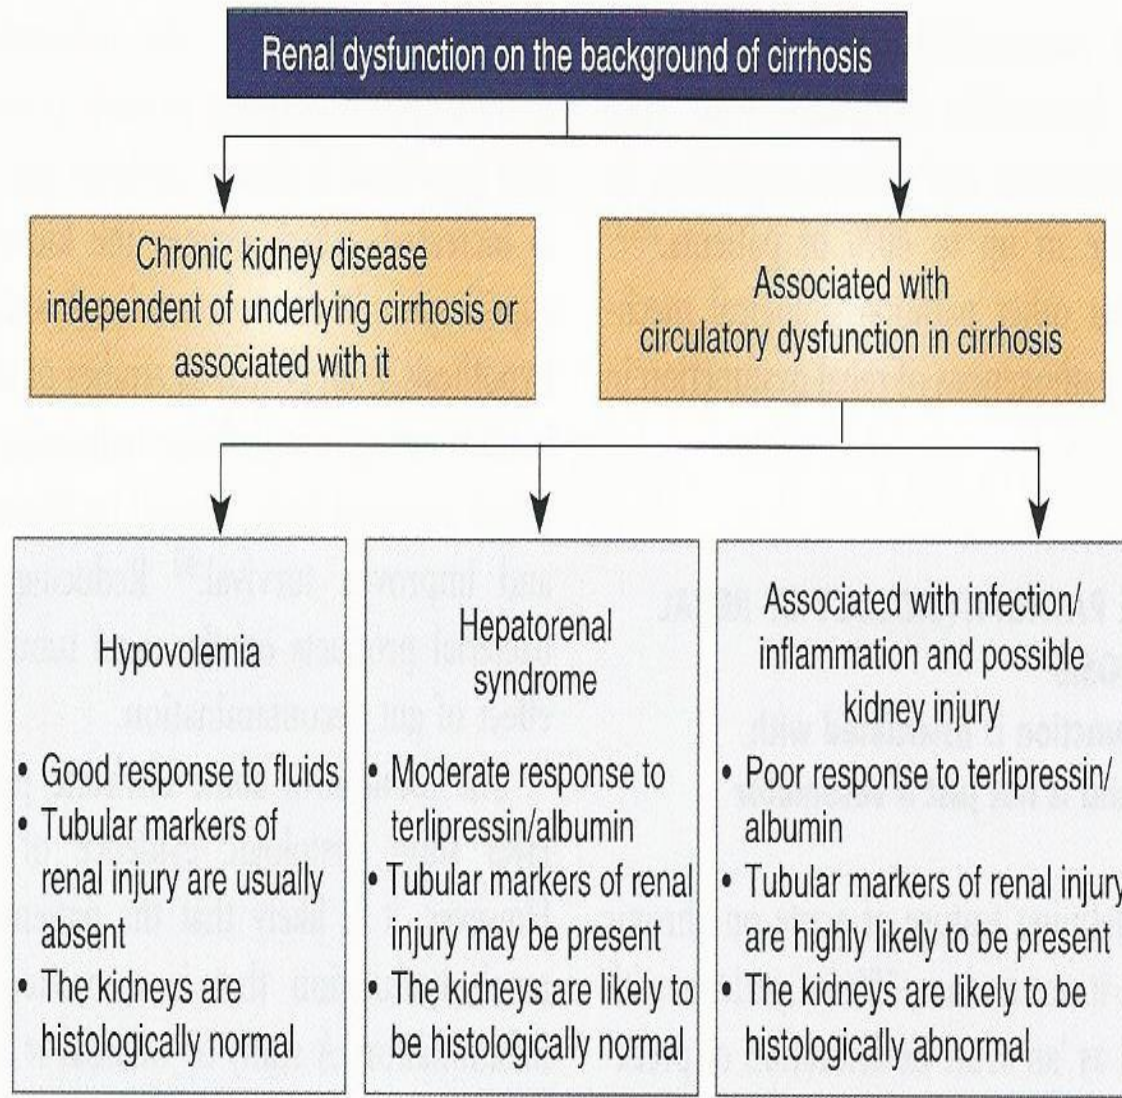 Renal dysfunction on the background of cirrhosis
Chronic kidney disease
independent of underlying cirrhosis or
associated with it
Associated with
circulatory dysfunction in cirrhosis
Hypovolemia
• Good response to fluids
• Tubular markers of
renal injury are usually
absent
• The kidneys are
histologically normal
Hepatorenal
syndrome
• Moderate response to
terlipressin/albumin
• Tubular markers of renal
injury may be present
• The kidneys are likely to
be histologically normal
Associated with infection/
inflammation and possible
kidney injury
• Poor response to terlipressin/
albumin
• Tubular markers of renal injury
are highly likely to be present
• The kidneys are likely to be
histologically abnormal